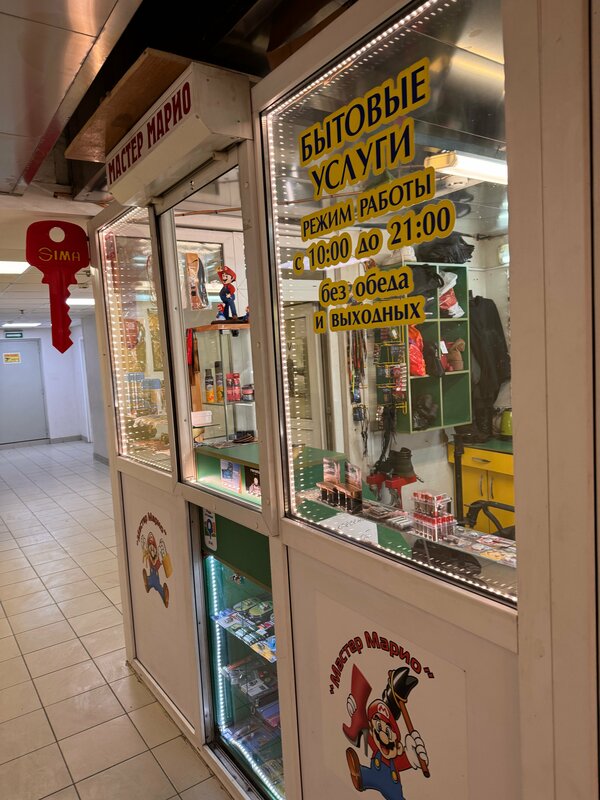 МАСТЕР МАРИО
SIMA
БЫТОВЫЕ
УСЛУГИ
РЕЖИМ РАБОТЫ
с 10:00 до 21:00
без обеда
и выходных
"Мастер Марио"
"Мастер Марио"